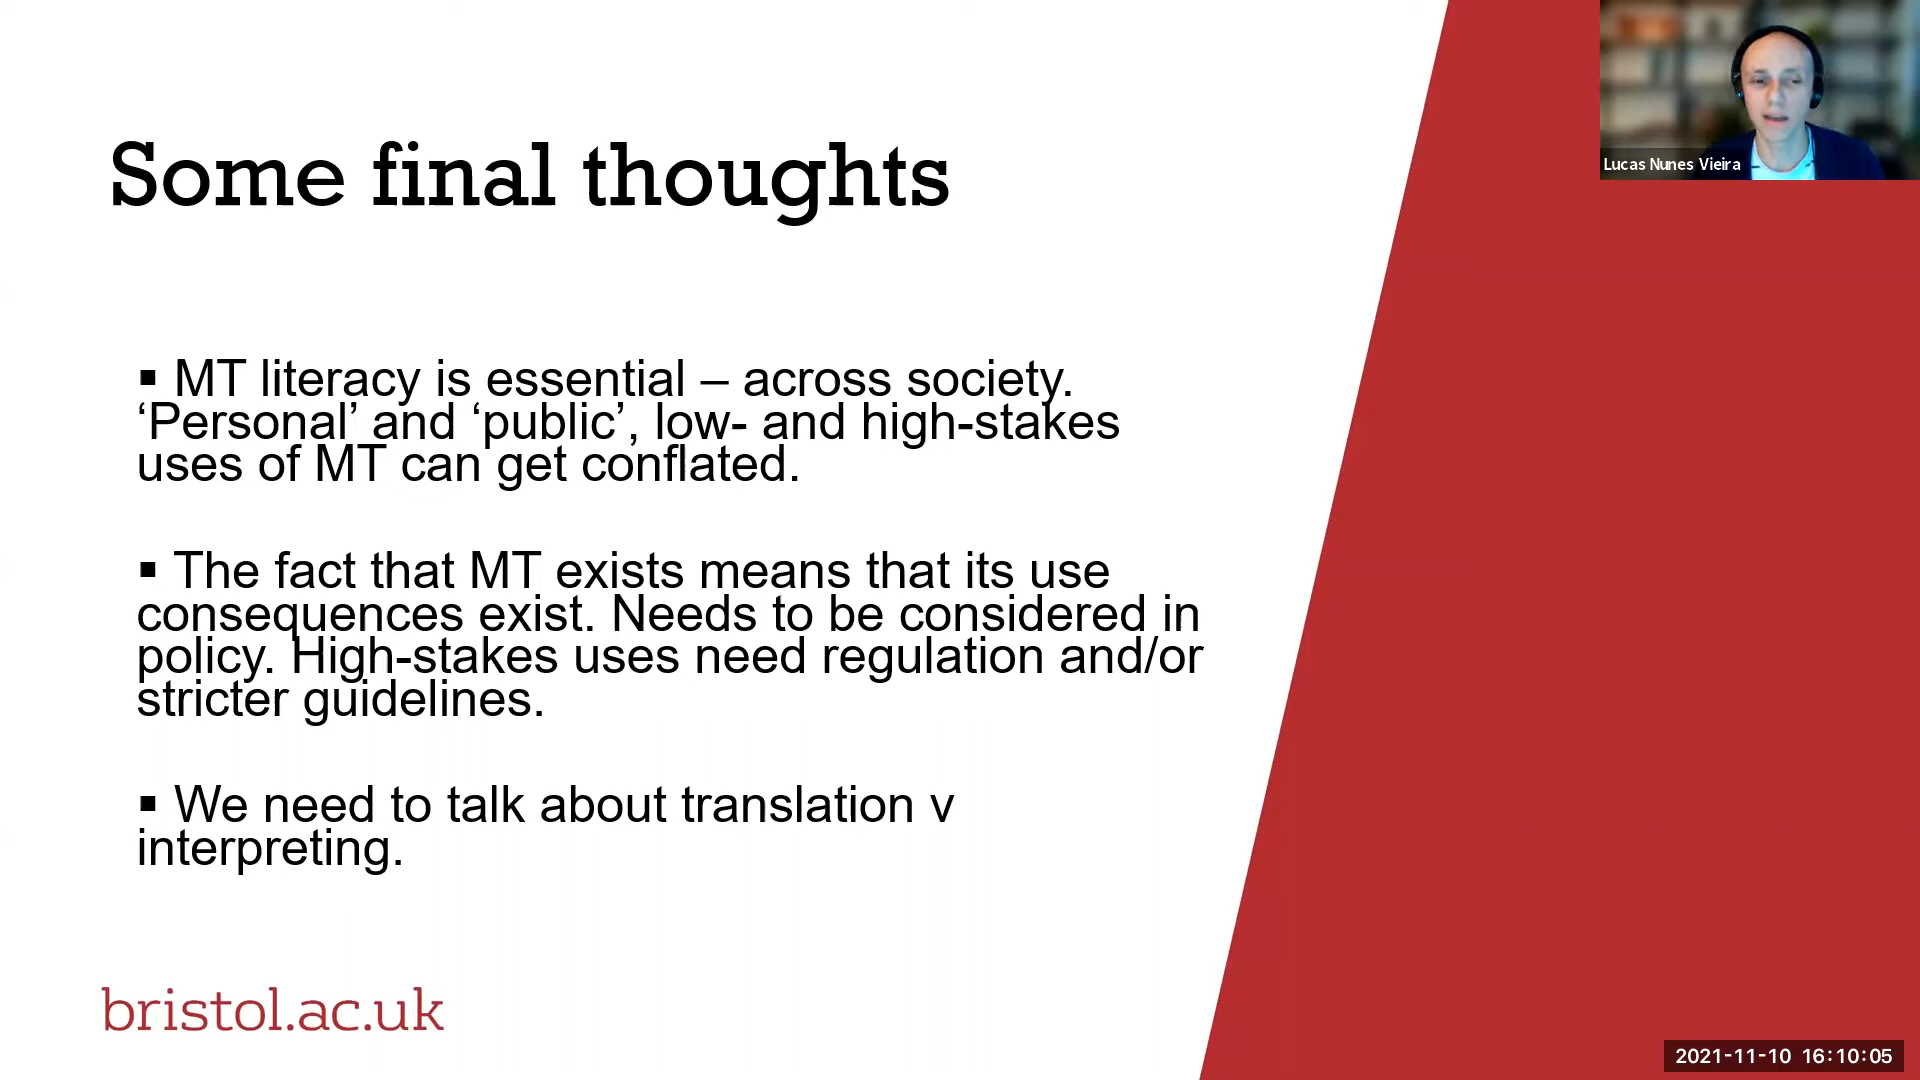 Some final thoughts
▪ MT literacy is essential – across society.
‘Personal’ and ‘public’, low- and high-stakes
uses of MT can get conflated.
▪ The fact that MT exists means that its use
consequences exist. Needs to be considered in
policy. High-stakes uses need regulation and/or
stricter guidelines.
▪ We need to talk about translation v
interpreting.
bristol.ac.uk
Lucas Nunes Vieira
2021-11-10 16:10:05